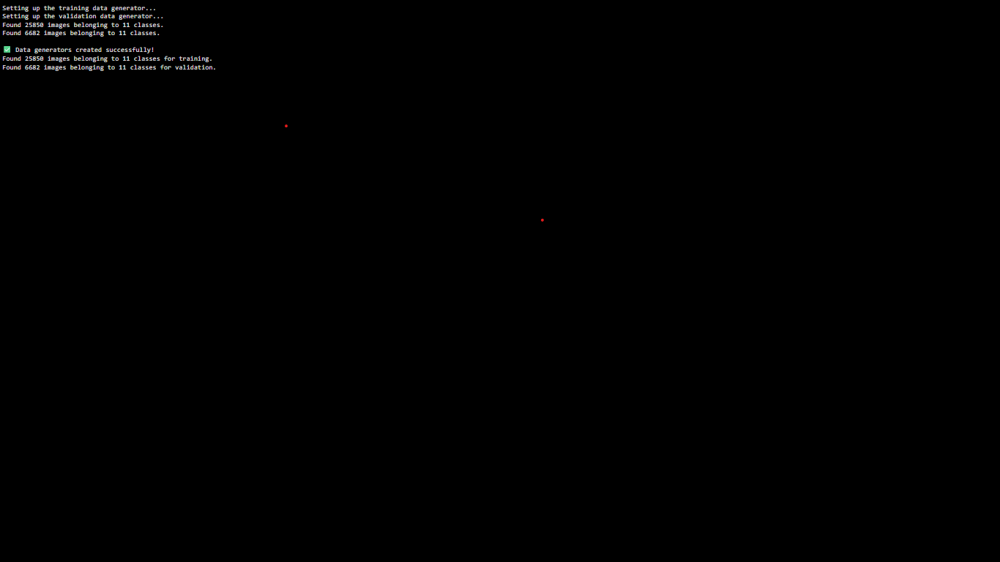 Setting up the training data generator...
Setting up the validation data generator...
Found 25850 images belonging to 11 classes.
Found 6682 images belonging to 11 classes.
✅ Data generators created successfully!
Found 25850 images belonging to 11 classes for training.
Found 6682 images belonging to 11 classes for validation.